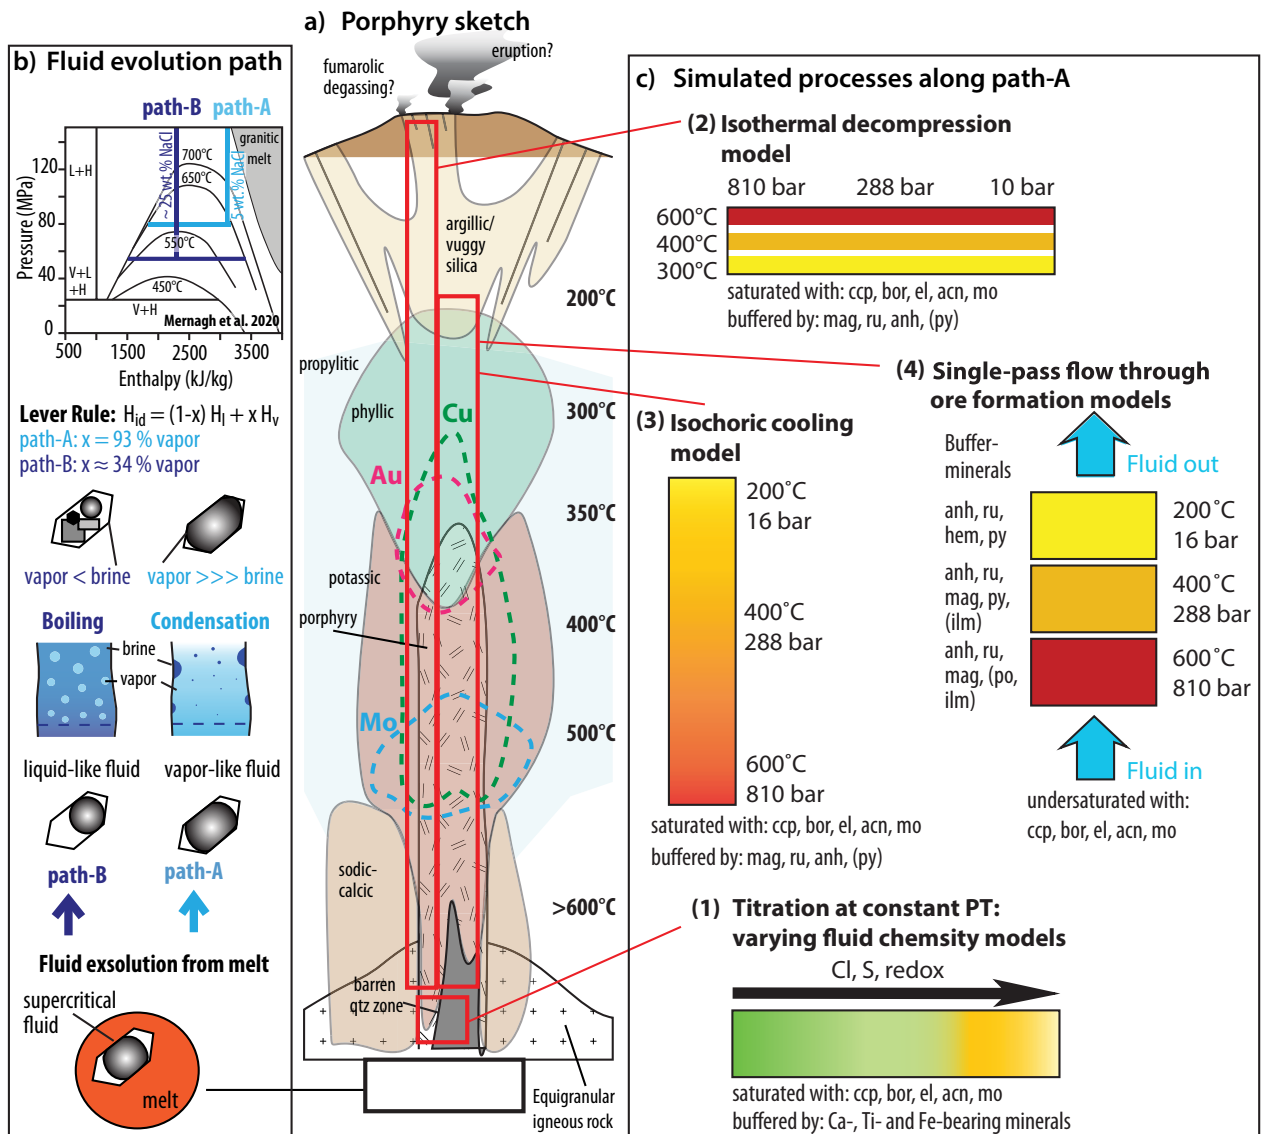 a) Porphyry sketch
eruption?
fumarolic
degassing?
argillic/
vuggy
silica
200°C
propylitic
phyllic
Cu
300°C
Au
350°C
potassic
porphyry
400°C
Mo
500°C
sodic-
calcic
>600°C
barren
qtz zone
Equigranular
igneous rock
b) Fluid evolution path
path-B path-A
granitic
melt
~ 25 wt.% NaCl
5 wt.% NaCl
700°C
650°C
550°C
450°C
L+H
V+L
+H
V+H
Mernagh et al. 2020
Pressure (MPa)
120
80
40
0
500 1500 2500 3500
Enthalpy (kJ/kg)
Lever Rule: Hid = (1-x) Hl + x Hv
path-A: x = 93 % vapor
path-B: x ≈ 34 % vapor
vapor < brine vapor >>> brine
Boiling Condensation
brine
vapor
liquid-like fluid vapor-like fluid
path-B path-A
Fluid exsolution from melt
supercritical
fluid
melt
c) Simulated processes along path-A
(2) Isothermal decompression
model
810 bar 288 bar 10 bar
600°C
400°C
300°C
saturated with: ccp, bor, el, acn, mo
buffered by: mag, ru, anh, (py)
(4) Single-pass flow through
ore formation models
Buffer-
minerals
Fluid out
anh, ru,
hem, py
200°C
16 bar
anh, ru,
mag, py,
(ilm)
400°C
288 bar
anh, ru,
mag, (po,
ilm)
600°C
810 bar
Fluid in
undersaturated with:
ccp, bor, el, acn, mo
(3) Isochoric cooling
model
200°C
16 bar
400°C
288 bar
600°C
810 bar
saturated with: ccp, bor, el, acn, mo
buffered by: mag, ru, anh, (py)
(1) Titration at constant PT:
varying fluid chemsity models
Cl, S, redox
saturated with: ccp, bor, el, acn, mo
buffered by: Ca-, Ti- and Fe-bearing minerals